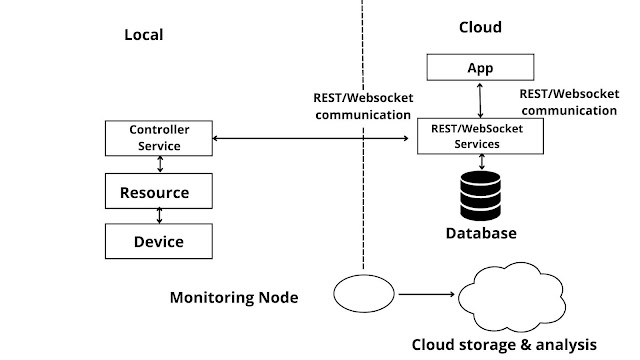 Local
Cloud
App
REST/Websocket
communication
REST/Websocket
communication
Controller
Service
REST/WebSocket
Services
Resource
Device
Database
Monitoring Node
Cloud storage & analysis